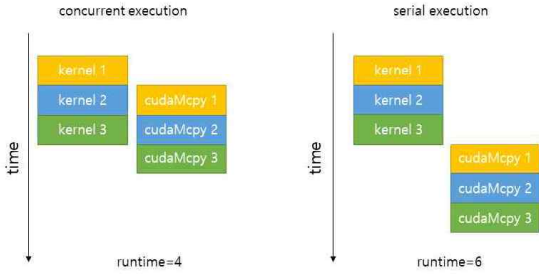 concurrent execution
time
kernel 1
kernel 2
kernel 3
cudaMcpy 1
cudaMcpy 2
cudaMcpy 3
runtime=4
serial execution
time
kernel 1
kernel 2
kernel 3
cudaMcpy 1
cudaMcpy 2
cudaMcpy 3
runtime=6